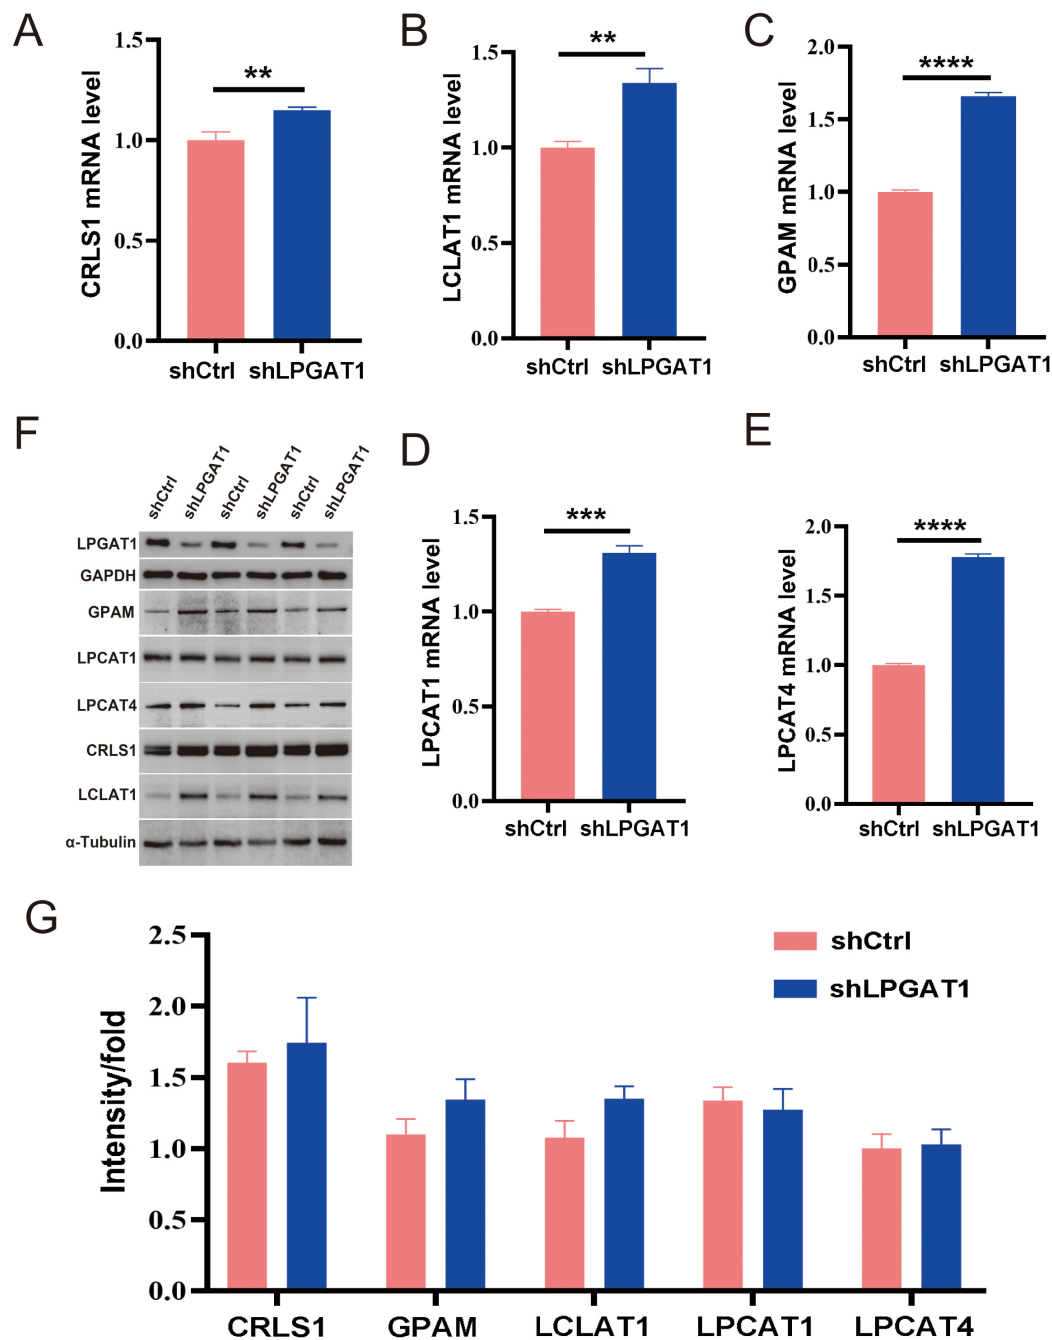 A
CRLS1 mRNA level
1.5
1.0
0.5
0.0
**
shCtrl shLPGAT1
B
LCLAT1 mRNA level
1.5
1.0
0.5
0.0
**
shCtrl shLPGAT1
C
GPAM mRNA level
2.0
1.5
1.0
0.5
0.0
****
shCtrl shLPGAT1
F
shCtrl
shLPGAT1
shCtrl
shLPGAT1
shCtrl
shLPGAT1
LPGAT1
GAPDH
GPAM
LPCAT1
LPCAT4
CRLS1
LCLAT1
α-Tubulin
D
LPCAT1 mRNA level
1.5
1.0
0.5
0.0
***
shCtrl shLPGAT1
E
LPCAT4 mRNA level
2.0
1.5
1.0
0.5
0.0
****
shCtrl shLPGAT1
G
Intensity/fold
2.5
2.0
1.5
1.0
0.5
0.0
shCtrl
shLPGAT1
CRLS1 GPAM LCLAT1 LPCAT1 LPCAT4